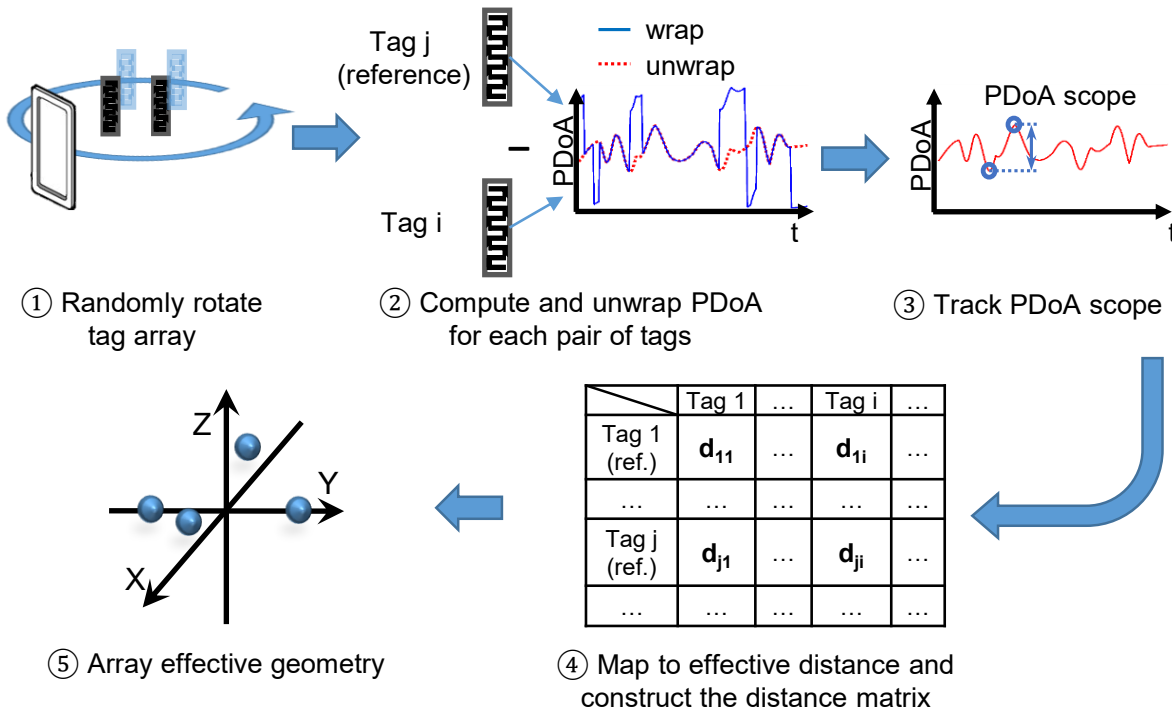 Tag j
(reference)
−
Tag i
wrap
unwrap
PDoA
t
PDoA scope
PDoA
t
① Randomly rotate
tag array
② Compute and unwrap PDoA
for each pair of tags
③ Track PDoA scope
Z
Y
X
Tag 1 … Tag i …
Tag 1
(ref.) d11 … d1i …
… … … … …
Tag j
(ref.) dj1 … dji …
… … … … …
⑤ Array effective geometry
④ Map to effective distance and
construct the distance matrix